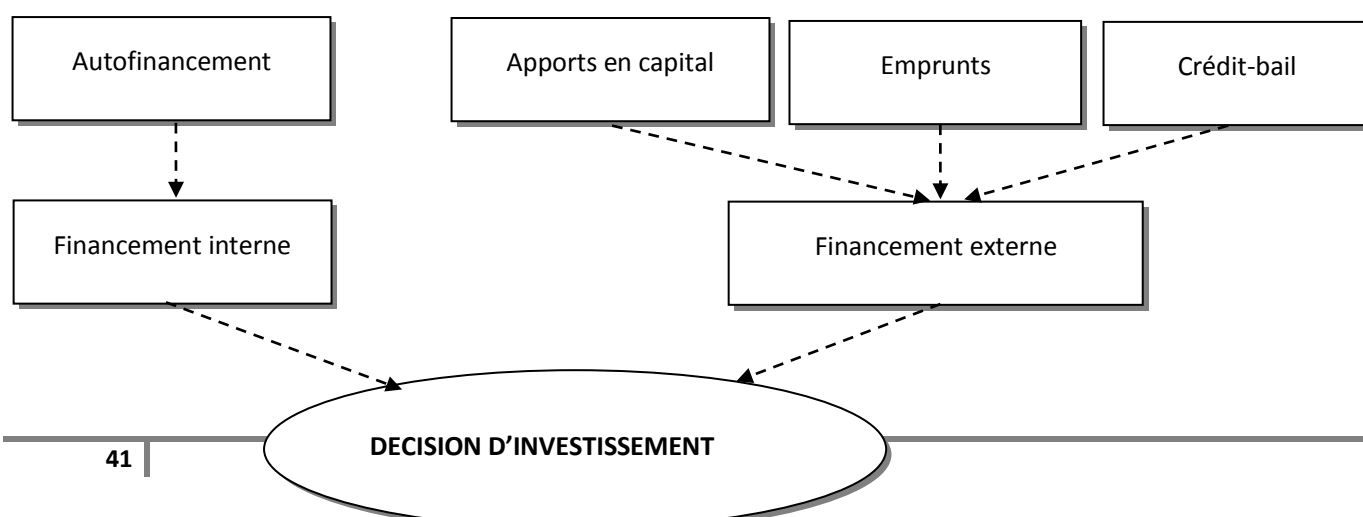 Autofinancement
Apports en capital
Emprunts
Crédit-bail
Financement interne
Financement externe
DECISION D’INVESTISSEMENT
41